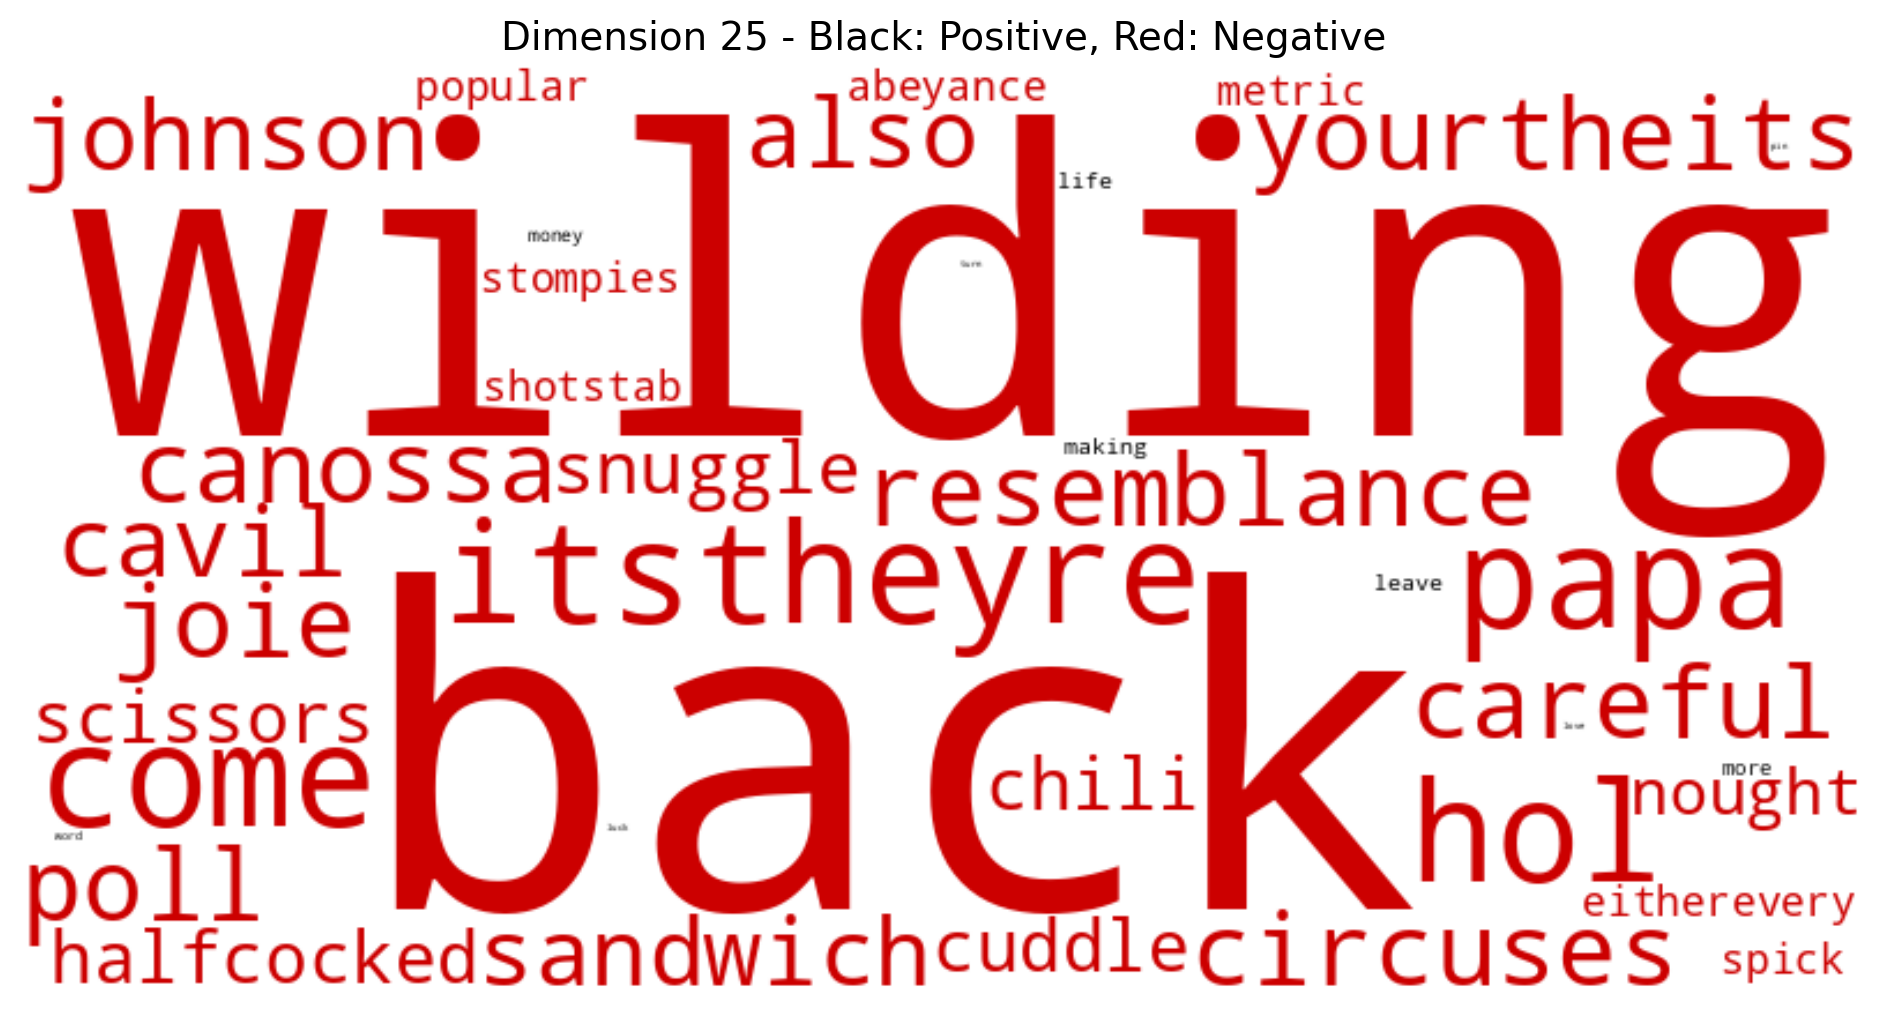 Dimension 25 - Black: Positive, Red: Negative
popular
abeyance
metric
johnson
also
yourtheits
pin
life
wilding
money
stompies
shotstab
making
canossa
snuggle
resemblance
cavil
itstheyre
leave
papa
joie
back
careful
scissors
come
chili
more
hol
nought
word
poll
eitherevery
halfcocked
sandwich
cuddle
circuses
spick